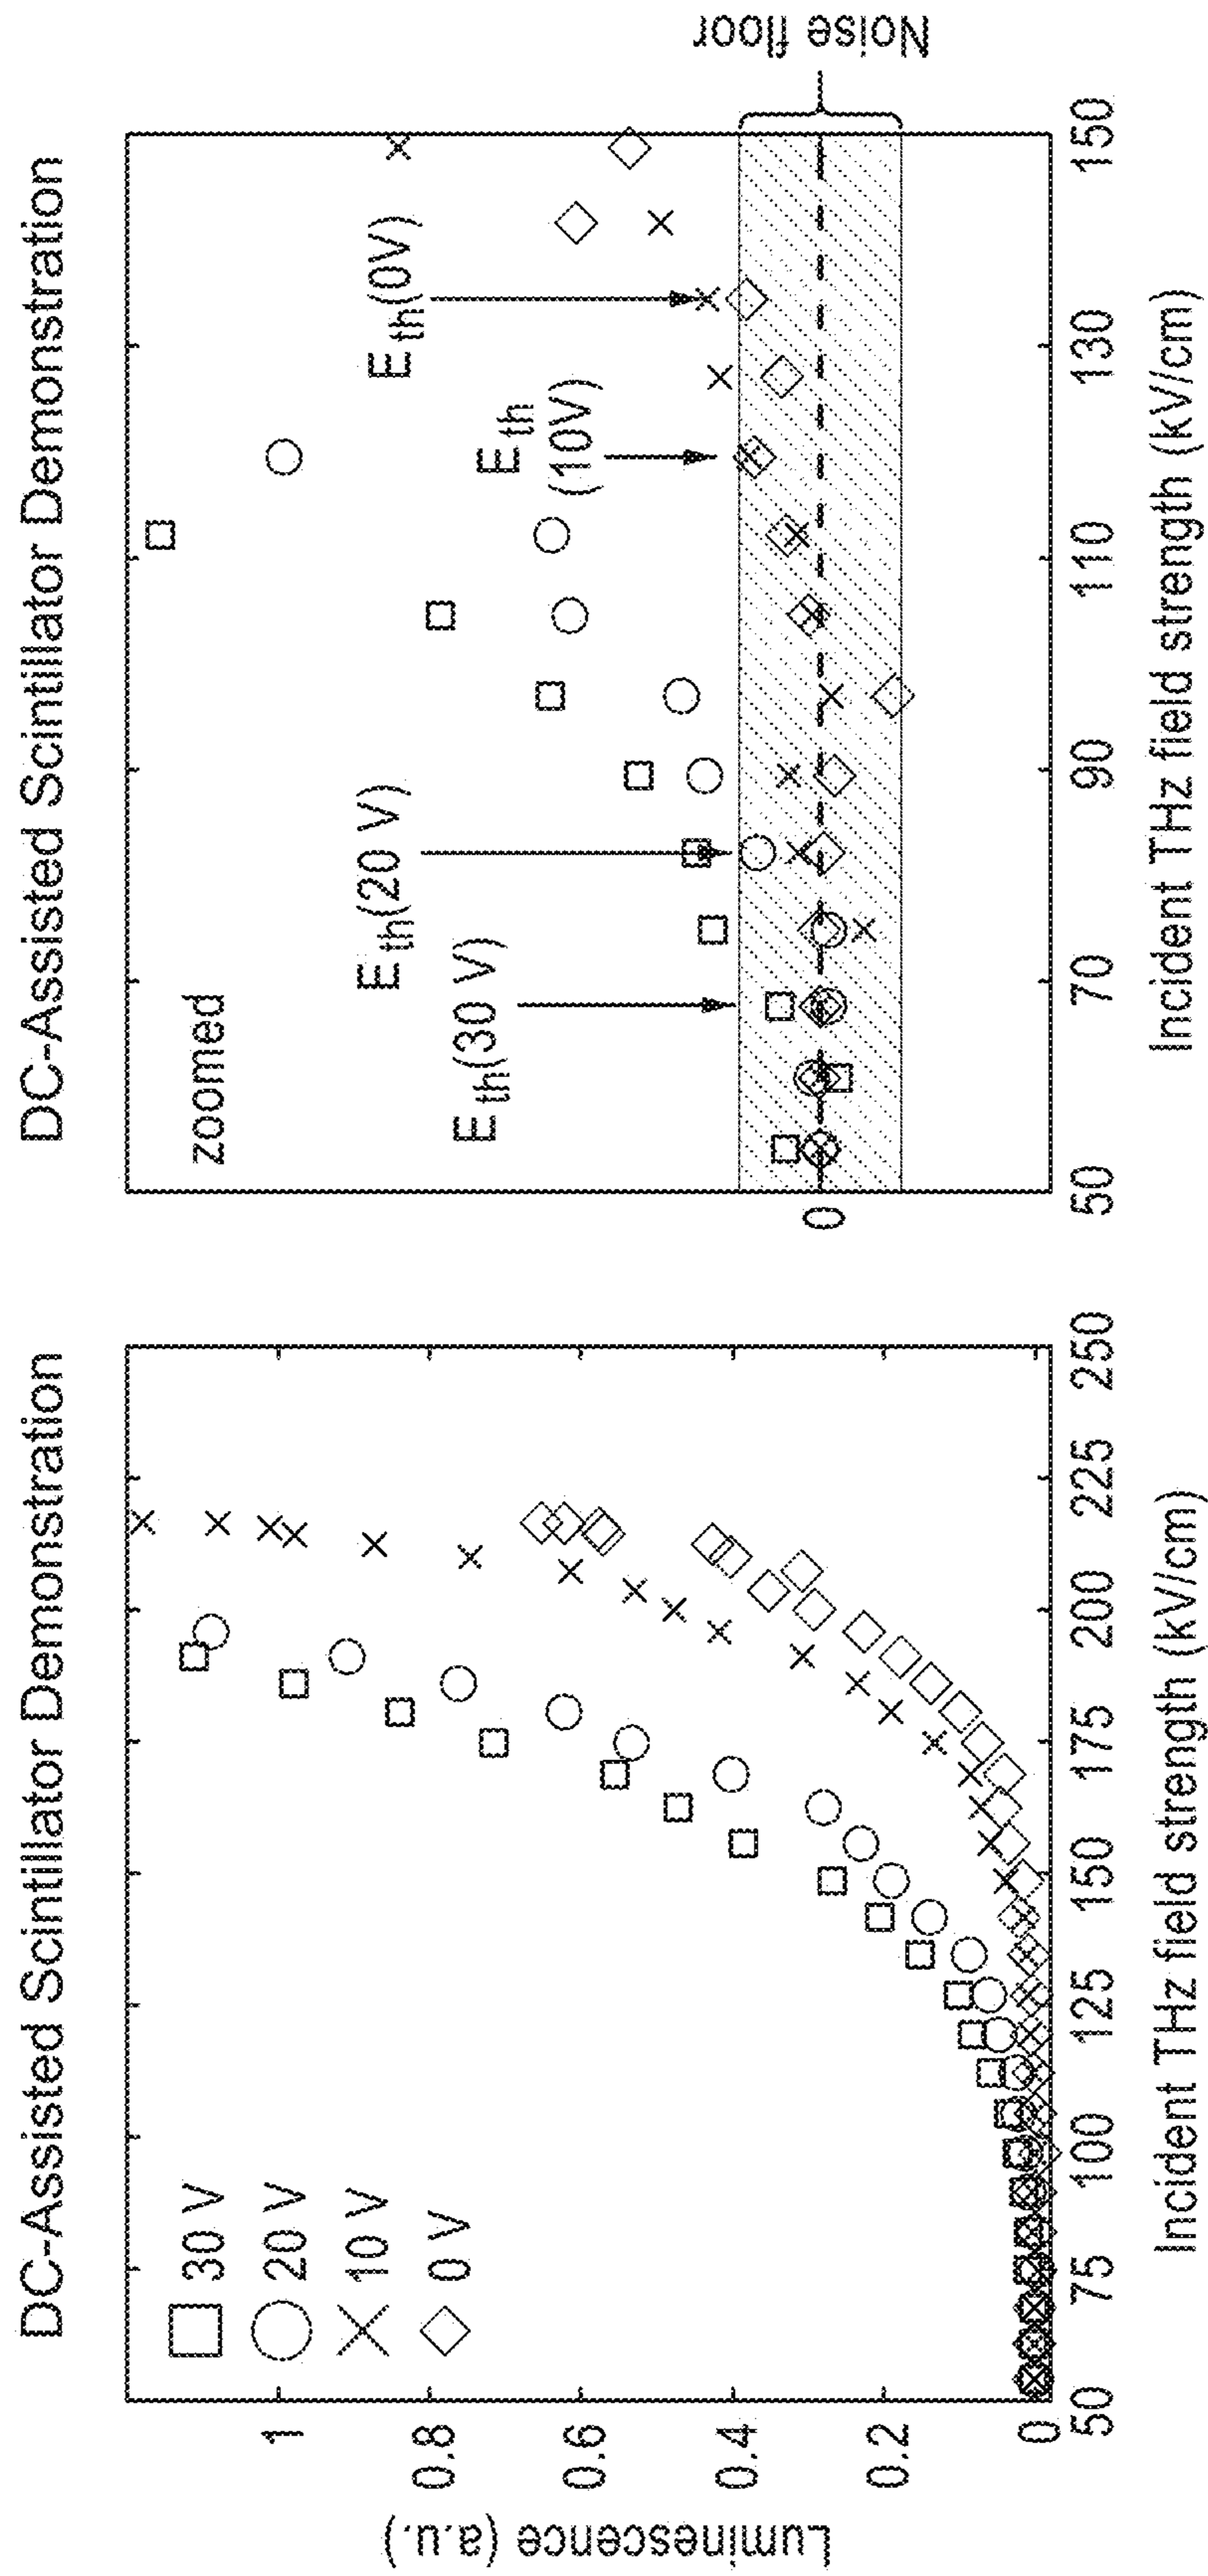 DC-Assisted Scintillator Demonstration
Luminescence (a.u.)
1
0.8
0.6
0.4
0.2
0
30 V
20 V
10 V
0 V
50 75 100 125 150 175 200 225 250
Incident THz field strength (kV/cm)
DC-Assisted Scintillator Demonstration
zoomed
Eth(30 V)
Eth(20 V)
Eth
(10V)
Eth(0V)
0
Noise floor
50 70 90 110 130 150
Incident THz field strength (kV/cm)